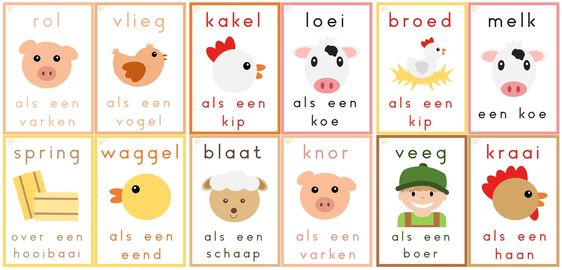 rol
als een
varken
vlieg
als een
vogel
kakel
als een
kip
loei
als een
koe
broed
als een
kip
melk
een koe
spring
over een
hooibaai
waggel
als een
eend
blaat
als een
schaap
knor
als een
varken
veeg
als een
boer
kraai
als een
haan